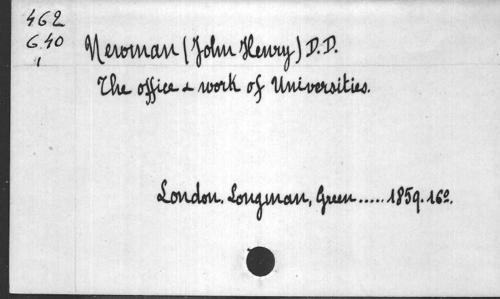 462
6.40
1
Newman (John Henry) D.D.
The office & work of Universities.
London. Longman, Green ..... 1859. 16º.